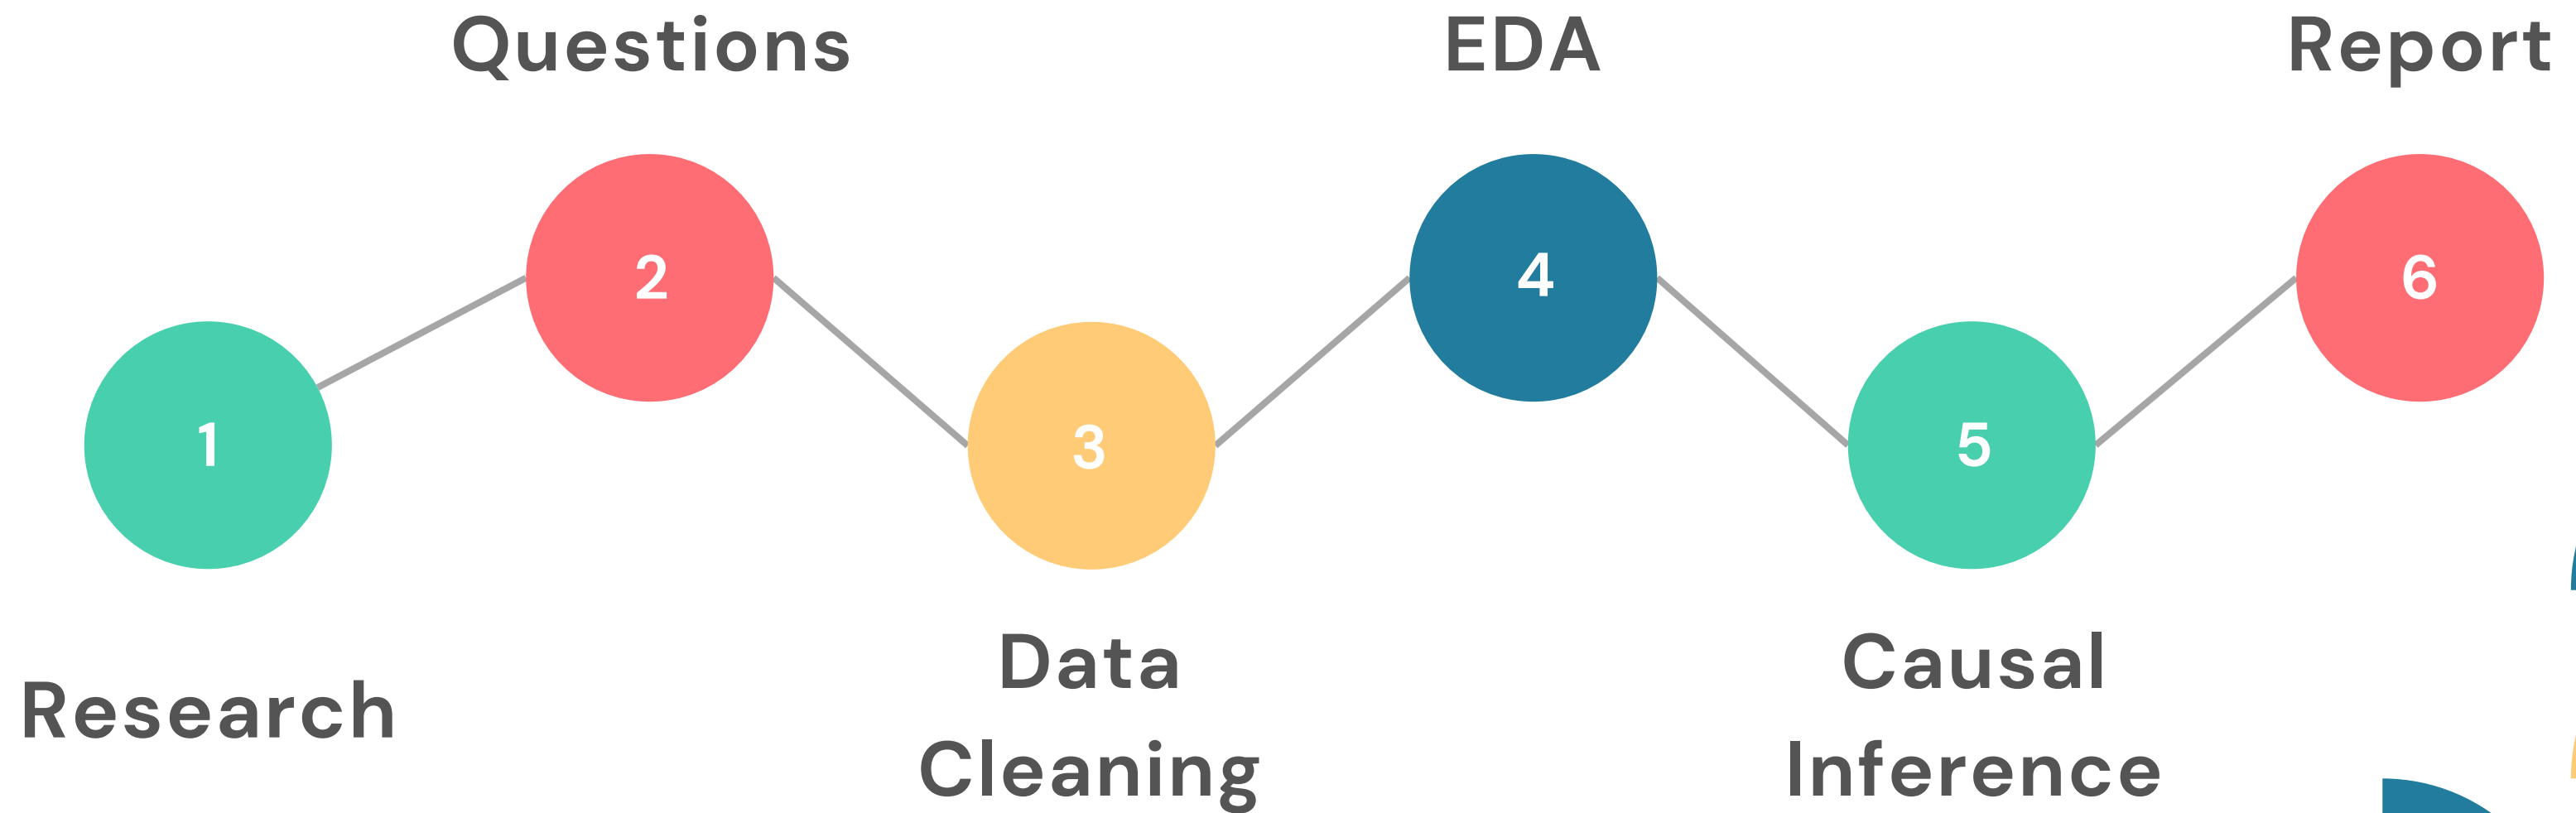 Questions
EDA
Report
2
4
6
1
3
5
Research
Data
Cleaning
Causal
Inference